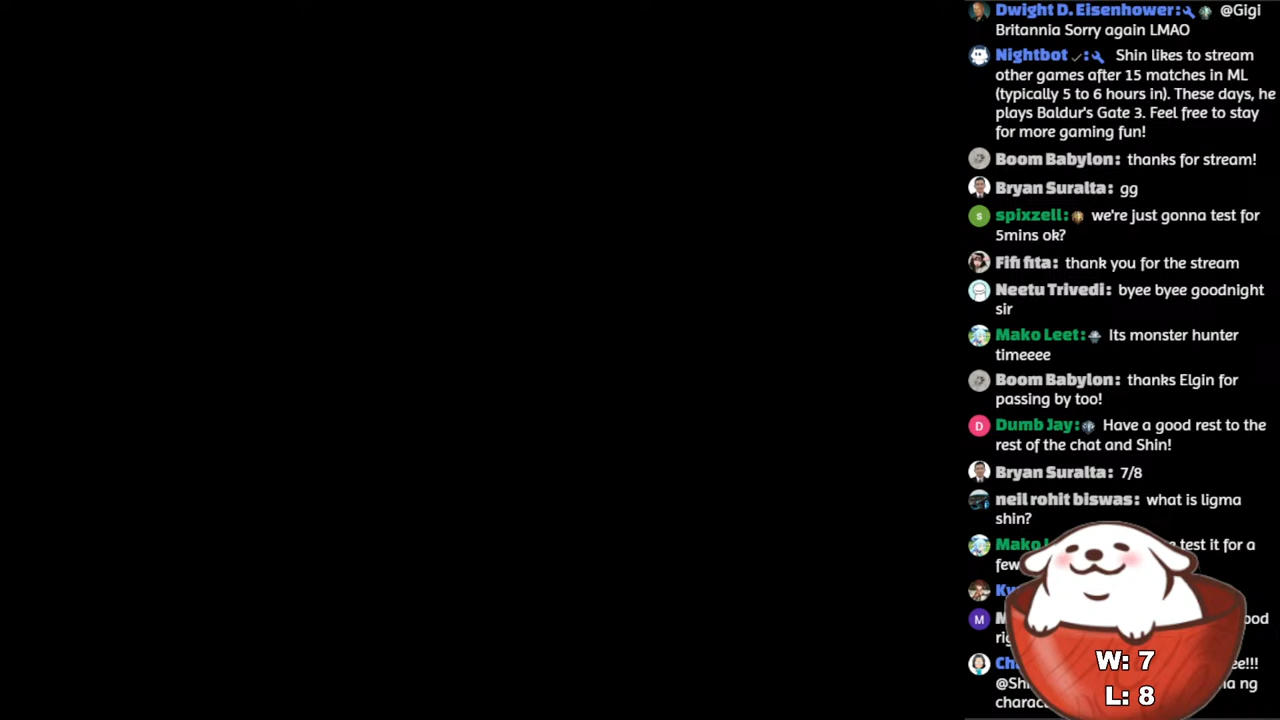 Dwight D. Eisenhower: @Gigi
Britannia Sorry again LMAO
Nightbot : Shin likes to stream
other games after 15 matches in ML
(typically 5 to 6 hours in). These days, he
plays Baldur's Gate 3. Feel free to stay
for more gaming fun!
Boom Babylon: thanks for stream!
Bryan Suralta: gg
s spixzell: we're just gonna test for
5mins ok?
Fifi fita: thank you for the stream
Neetu Trivedi: byee byee goodnight
sir
Mako Leet: Its monster hunter
timeeee
Boom Babylon: thanks Elgin for
passing by too!
D Dumb Jay: Have a good rest to the
rest of the chat and Shin!
Bryan Suralta: 7/8
neil rohit biswas: what is ligma
shin?
Mako test it for a
few
M
W: 7
L: 8
ng